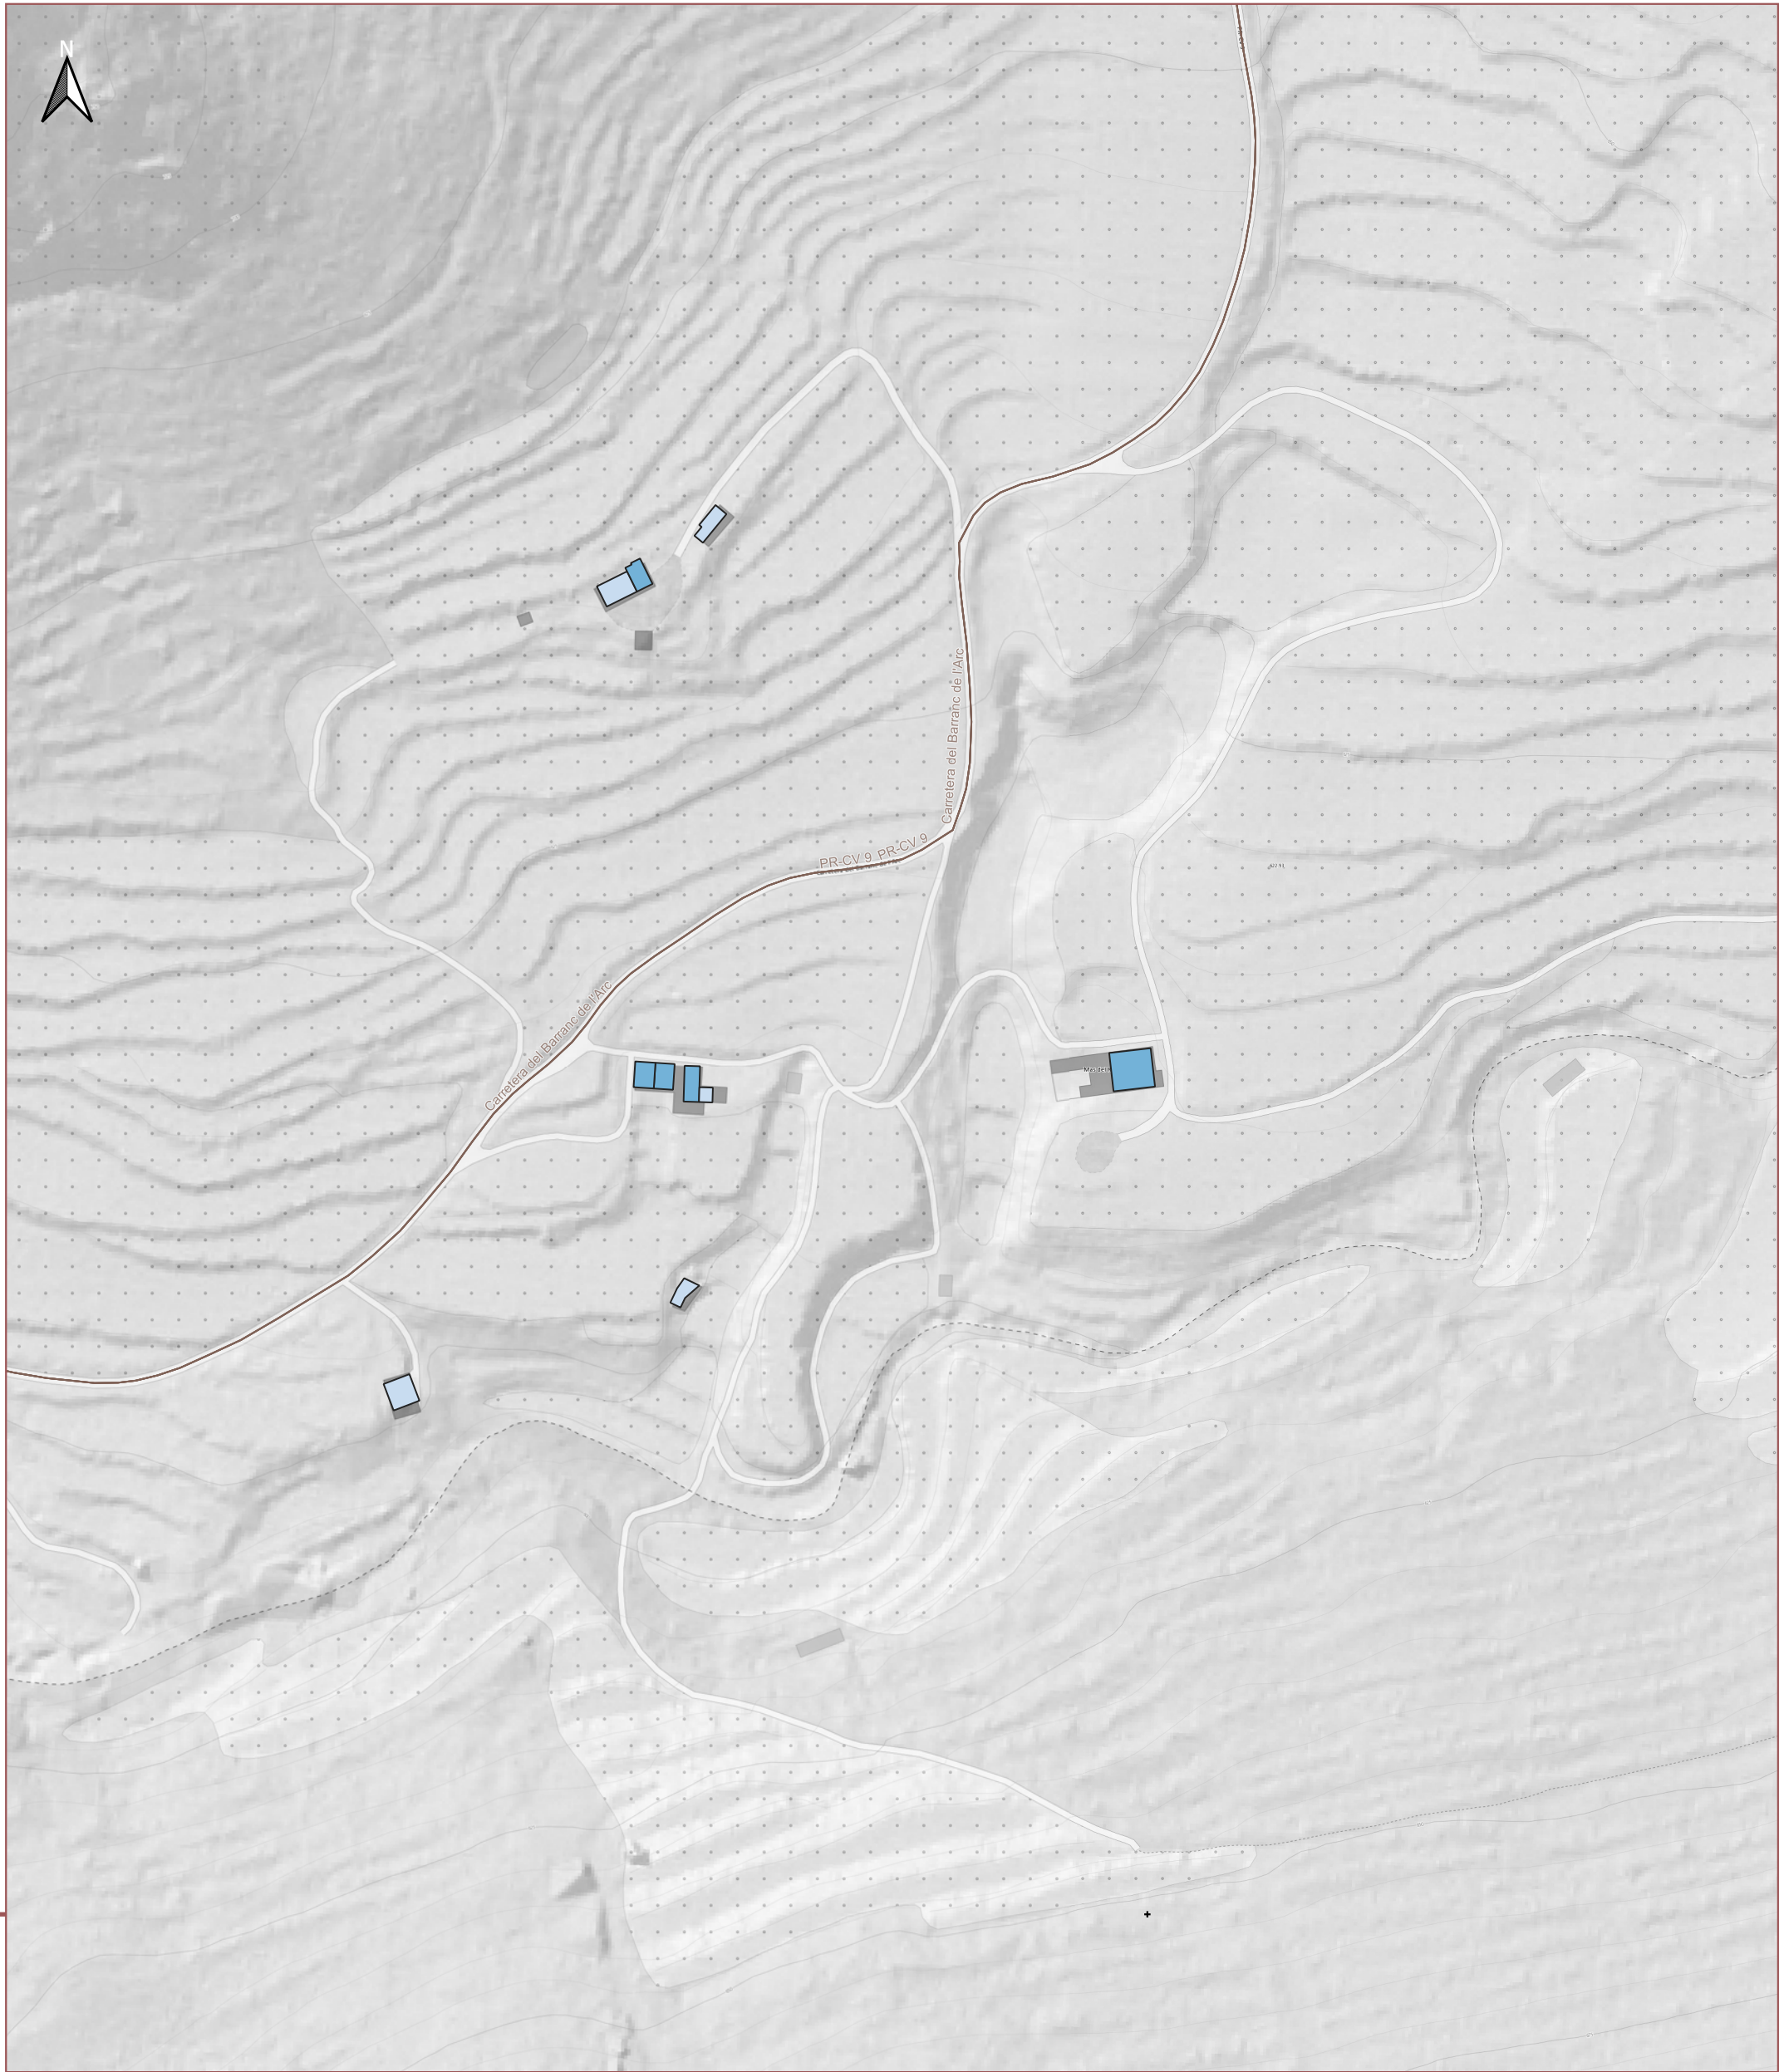 N
Carretera del Barranc de l'Arc
PR-CV 9 PR-CV 9
Carretera del Barranc de l'Arc